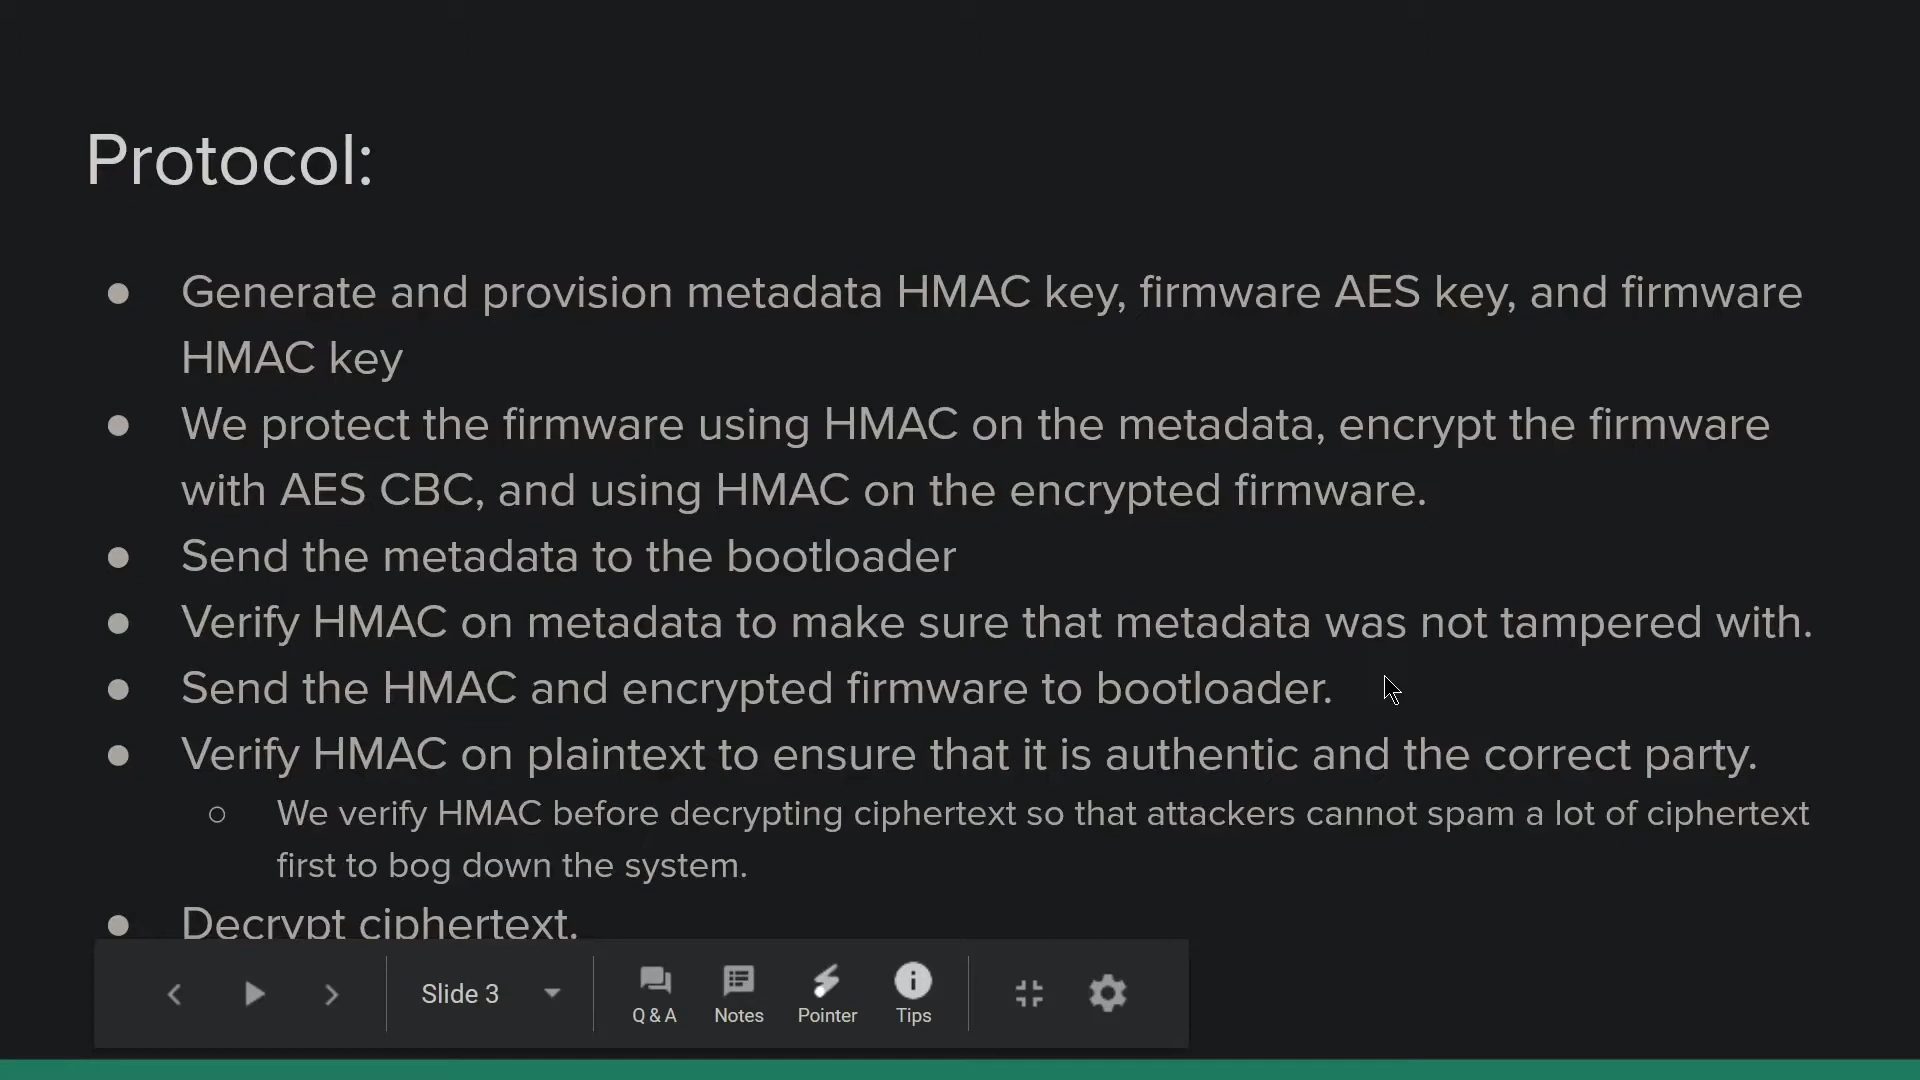 Protocol:
● Generate and provision metadata HMAC key, firmware AES key, and firmware
HMAC key
● We protect the firmware using HMAC on the metadata, encrypt the firmware
with AES CBC, and using HMAC on the encrypted firmware.
● Send the metadata to the bootloader
● Verify HMAC on metadata to make sure that metadata was not tampered with.
● Send the HMAC and encrypted firmware to bootloader.
● Verify HMAC on plaintext to ensure that it is authentic and the correct party.
○ We verify HMAC before decrypting ciphertext so that attackers cannot spam a lot of ciphertext
first to bog down the system.
● Decrypt ciphertext.
Slide 3
Q & A Notes Pointer Tips